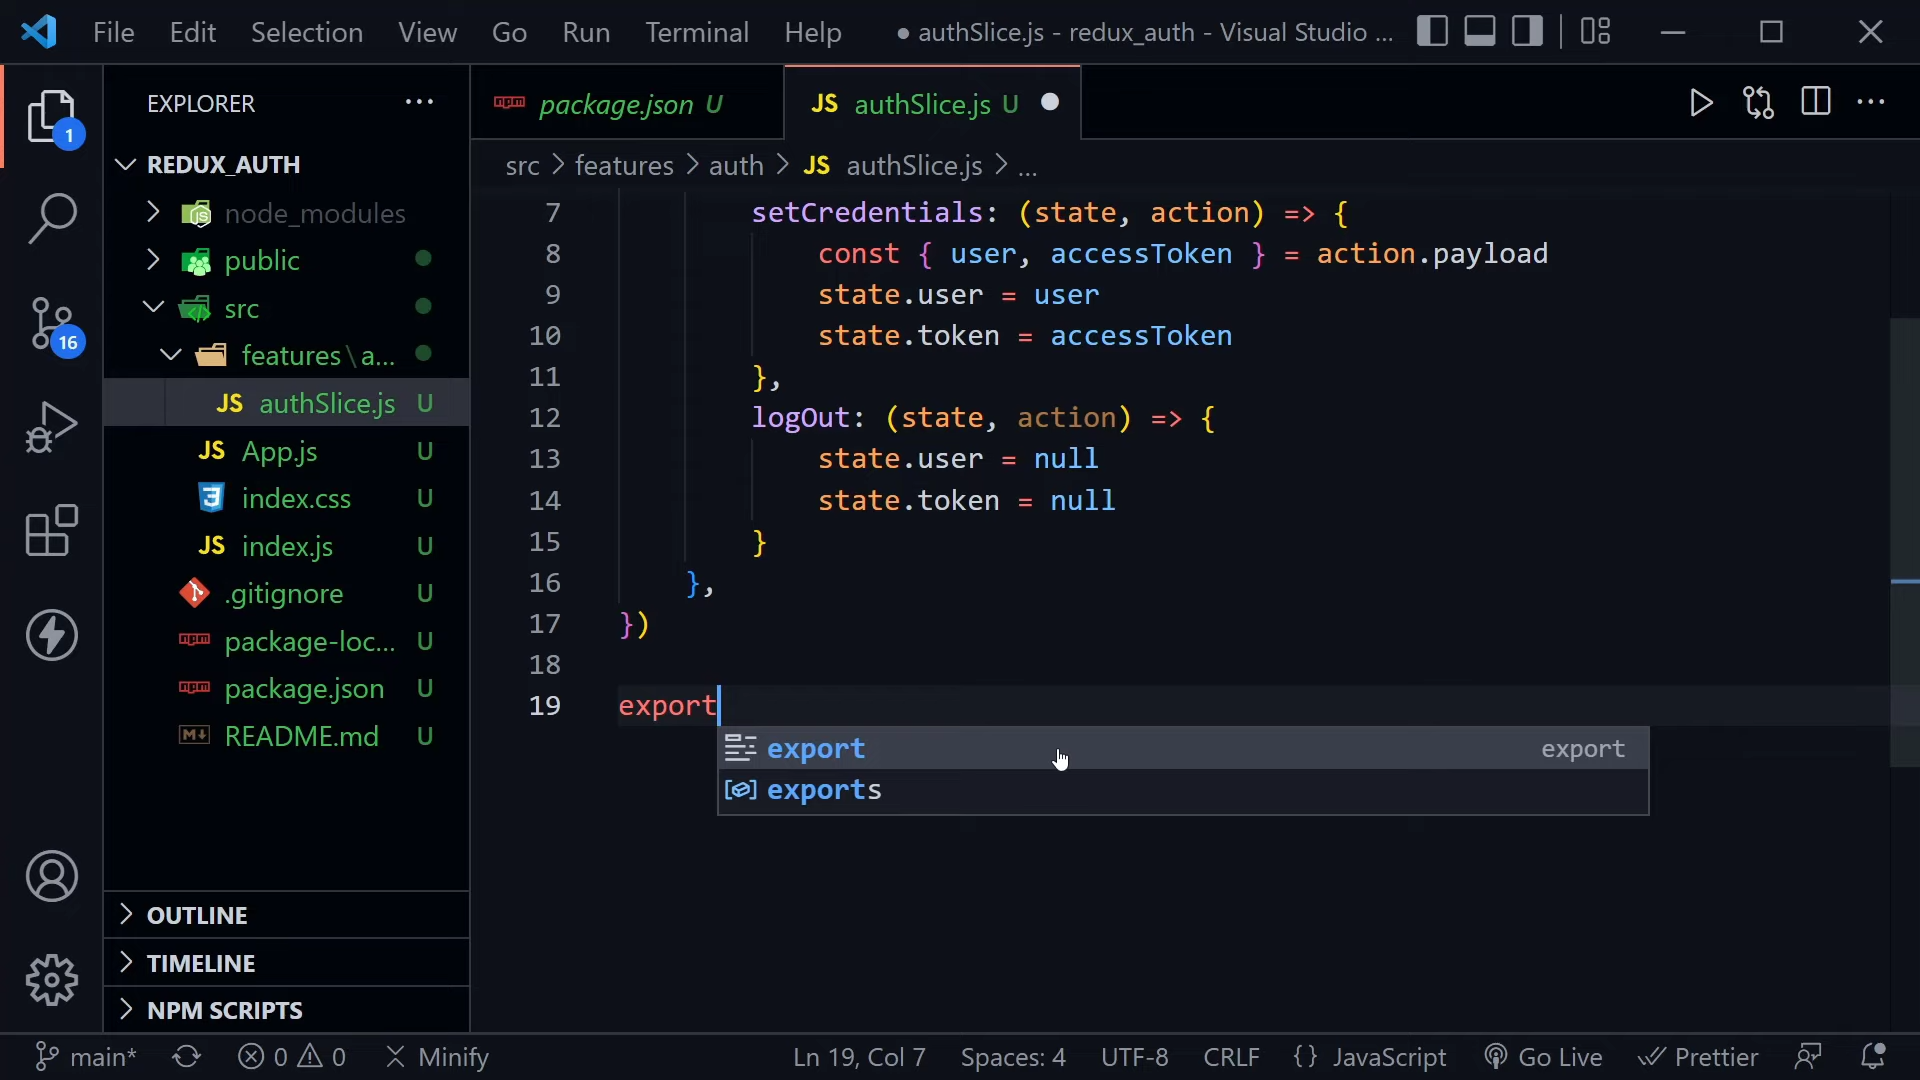 File Edit Selection View Go Run Terminal Help ● authSlice.js - redux_auth - Visual Studio ...
EXPLORER ...
1
REDUX_AUTH
node_modules
public
src
16
features\a...
JS authSlice.js U
JS App.js U
index.css U
JS index.js U
.gitignore U
package-loc... U
package.json U
README.md U
OUTLINE
TIMELINE
NPM SCRIPTS
package.json U
JS authSlice.js U ●
src > features > auth > JS authSlice.js > ...
7 setCredentials: (state, action) => {
8 const { user, accessToken } = action.payload
9 state.user = user
10 state.token = accessToken
11 },
12 logOut: (state, action) => {
13 state.user = null
14 state.token = null
15 }
16 },
17 })
18
19 export
export export
exports
main* 0 0 Minify Ln 19, Col 7 Spaces: 4 UTF-8 CRLF {} JavaScript Go Live Prettier